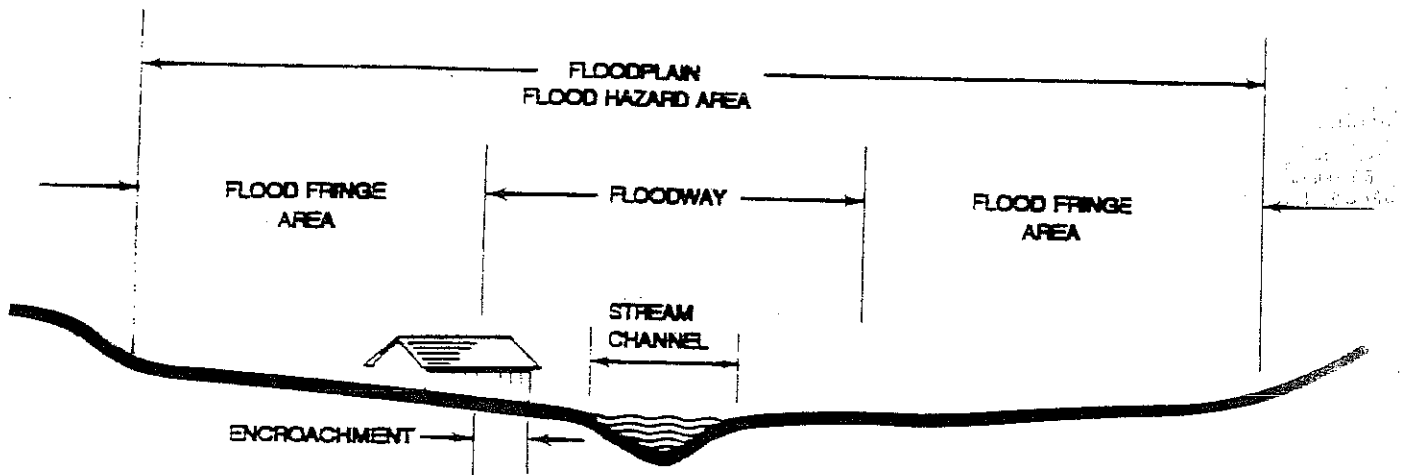 FLOODPLAIN
FLOOD HAZARD AREA
FLOOD FRINGE
AREA
FLOODWAY
FLOOD FRINGE
AREA
STREAM
CHANNEL
ENCROACHMENT